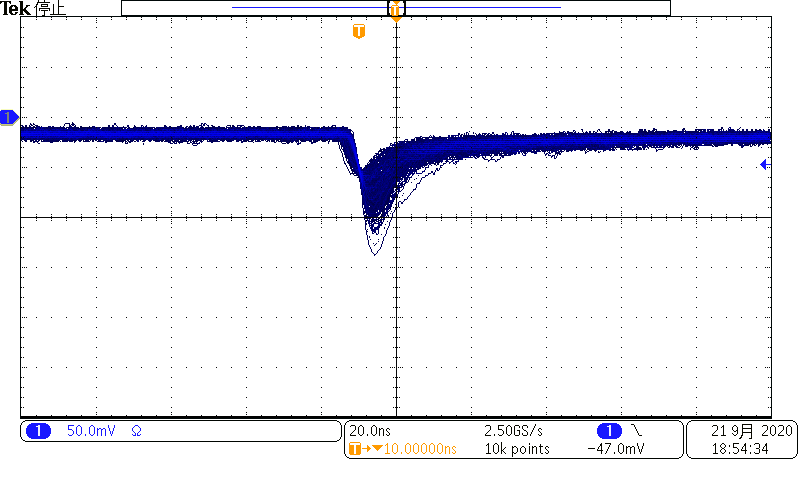 Tek 停止
T
T
1
1 50.0mV Ω
20.0ns 2.50GS/s 1
T→▼10.00000ns 10k points −47.0mV
21 9月 2020
18:54:34